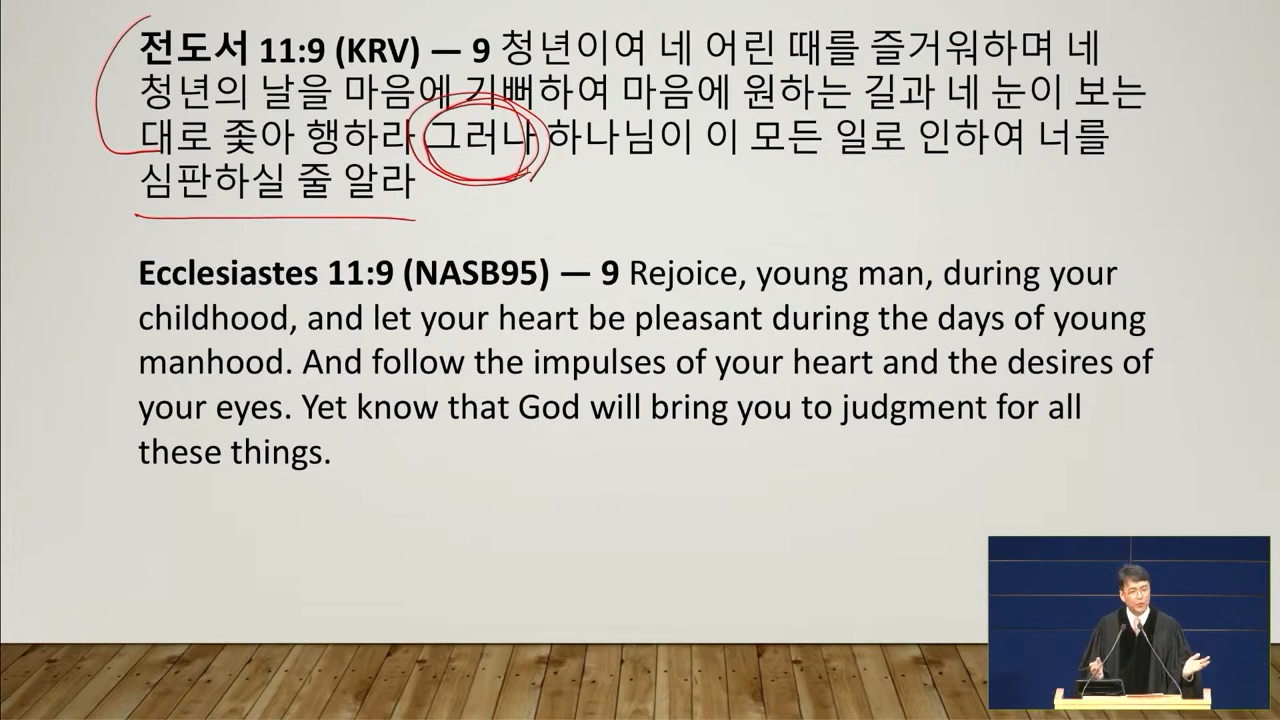 전도서 11:9 (KRV) — 9 청년이여 네 어린 때를 즐거워하며 네
청년의 날을 마음에 기뻐하여 마음에 원하는 길과 네 눈이 보는
대로 좇아 행하라 그러나 하나님이 이 모든 일로 인하여 너를
심판하실 줄 알라
Ecclesiastes 11:9 (NASB95) — 9 Rejoice, young man, during your
childhood, and let your heart be pleasant during the days of young
manhood. And follow the impulses of your heart and the desires of
your eyes. Yet know that God will bring you to judgment for all
these things.